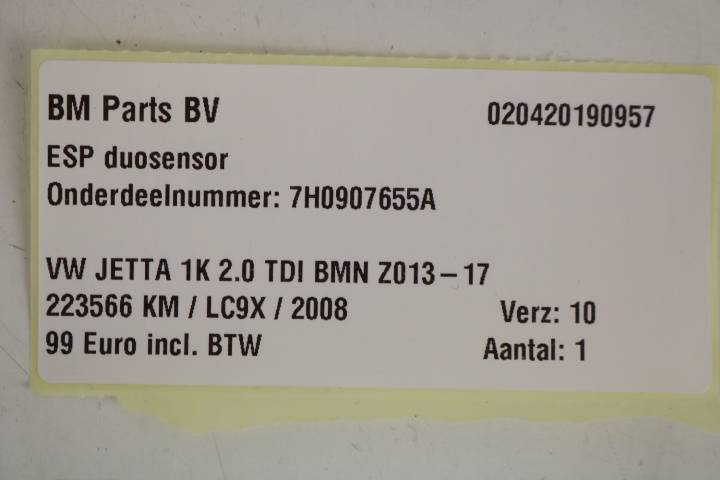 BM Parts BV 020420190957
ESP duosensor
Onderdeelnummer: 7H0907655A
VW JETTA 1K 2.0 TDI BMN Z013-17
223566 KM / LC9X / 2008 Verz: 10
99 Euro incl. BTW Aantal: 1